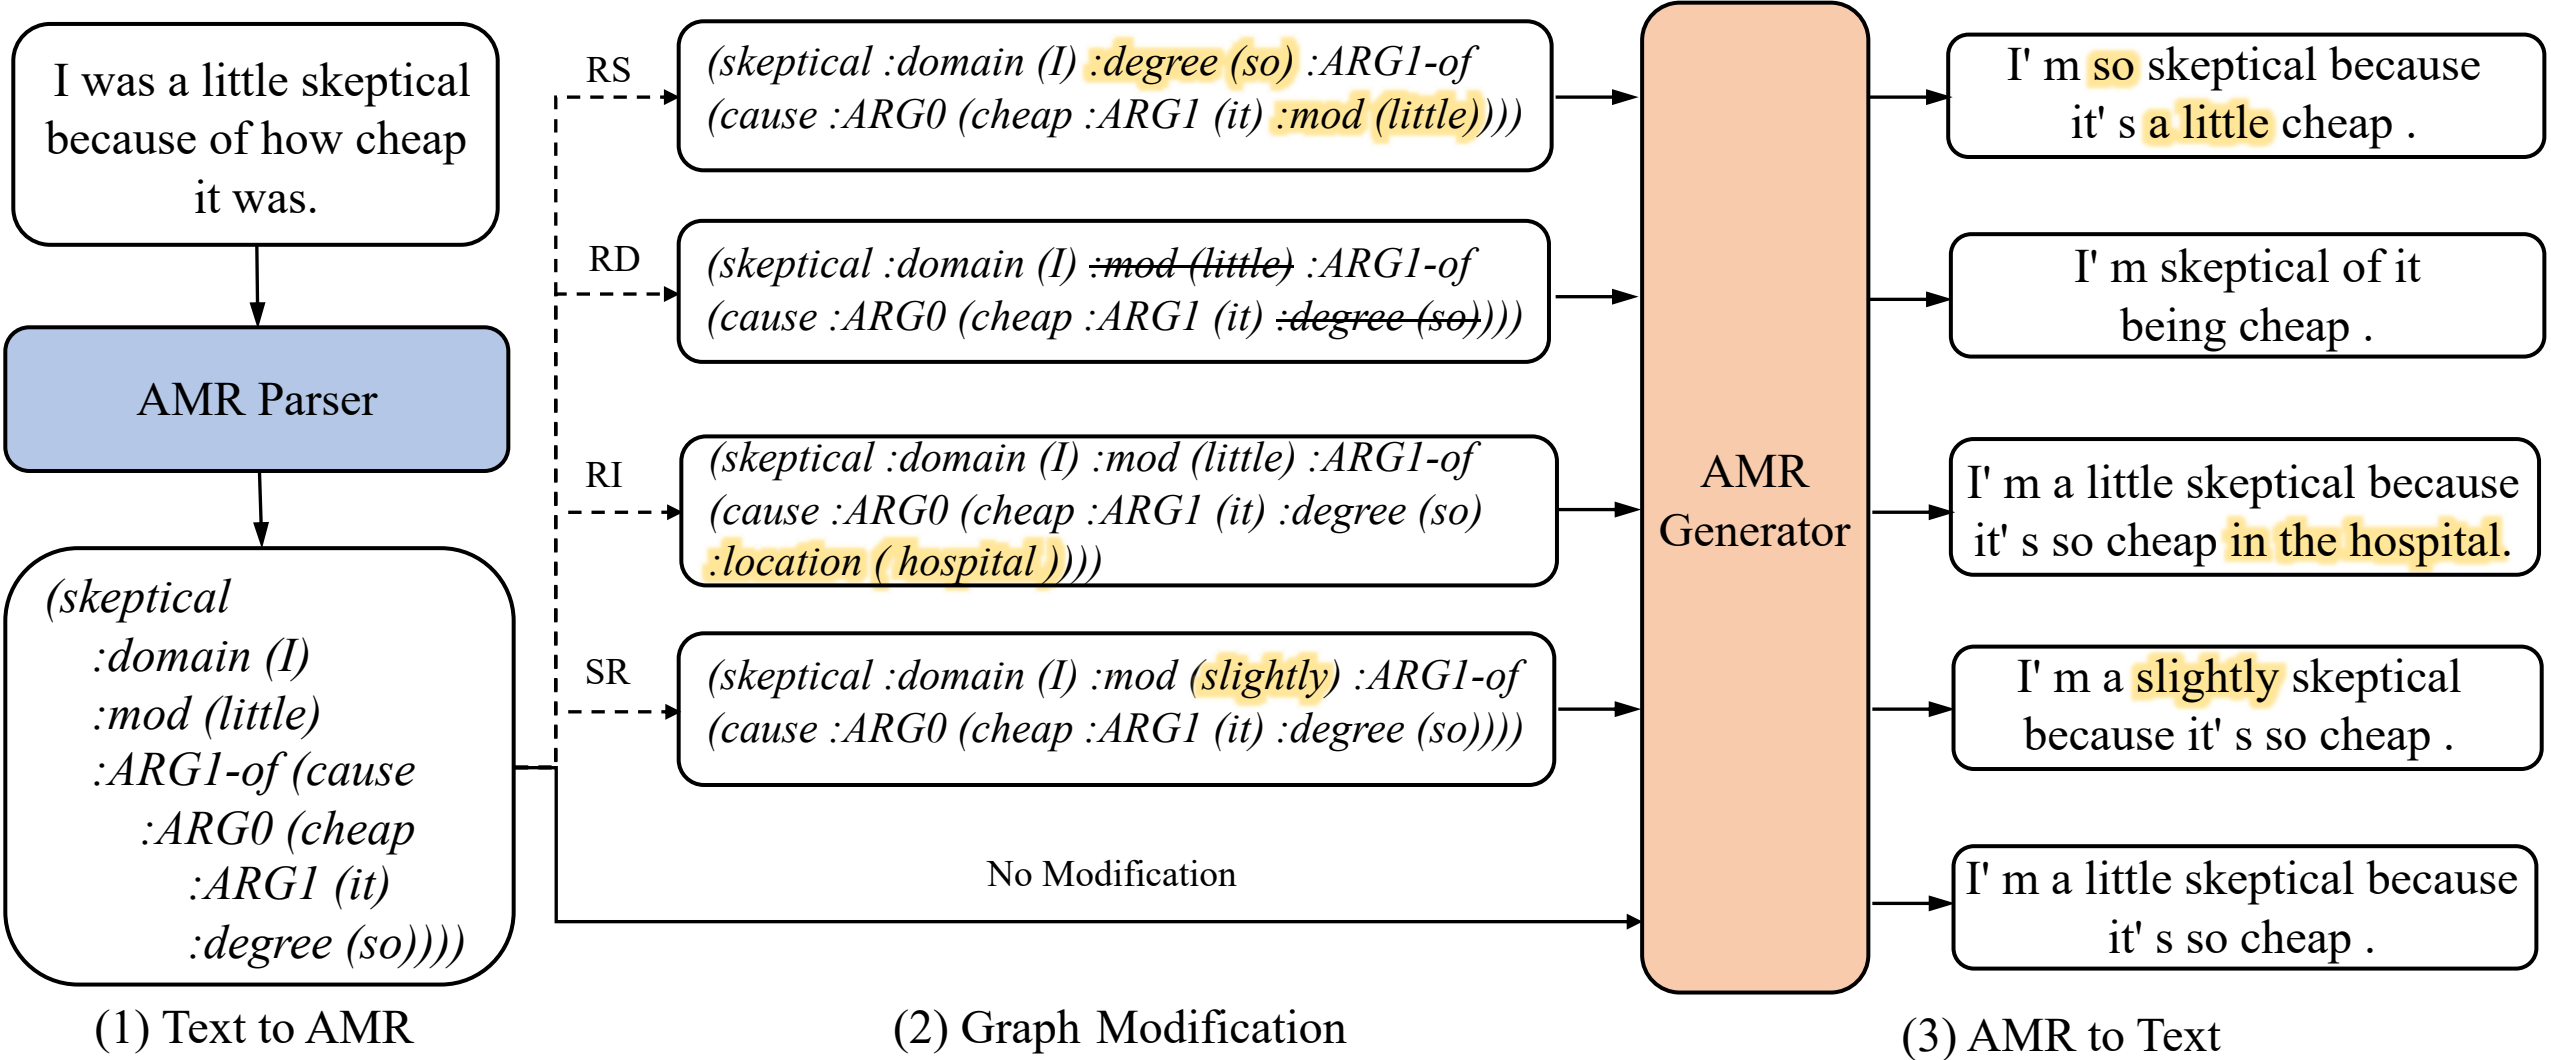 I was a little skeptical
because of how cheap
it was.
AMR Parser
(skeptical
:domain (I)
:mod (little)
:ARG1-of (cause
:ARG0 (cheap
:ARG1 (it)
:degree (so))))
(1) Text to AMR
RS
(skeptical :domain (I) :degree (so) :ARG1-of
(cause :ARG0 (cheap :ARG1 (it) :mod (little))))
RD
(skeptical :domain (I) :mod (little) :ARG1-of
(cause :ARG0 (cheap :ARG1 (it) :degree (so))))
RI
(skeptical :domain (I) :mod (little) :ARG1-of
(cause :ARG0 (cheap :ARG1 (it) :degree (so)
:location ( hospital ))))
SR
(skeptical :domain (I) :mod (slightly) :ARG1-of
(cause :ARG0 (cheap :ARG1 (it) :degree (so))))
No Modification
(2) Graph Modification
AMR
Generator
I' m so skeptical because
it' s a little cheap .
I' m skeptical of it
being cheap .
I' m a little skeptical because
it' s so cheap in the hospital.
I' m a slightly skeptical
because it' s so cheap .
I' m a little skeptical because
it' s so cheap .
(3) AMR to Text